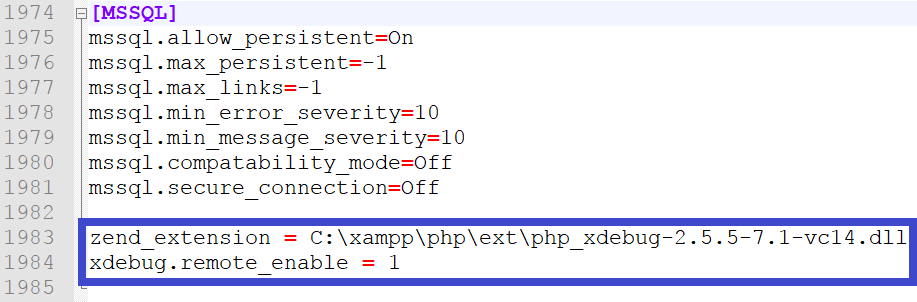 1974 [MSSQL]
1975 mssql.allow_persistent=On
1976 mssql.max_persistent=-1
1977 mssql.max_links=-1
1978 mssql.min_error_severity=10
1979 mssql.min_message_severity=10
1980 mssql.compatability_mode=Off
1981 mssql.secure_connection=Off
1982
1983 zend_extension = C:\xampp\php\ext\php_xdebug-2.5.5-7.1-vc14.dll
1984 xdebug.remote_enable = 1
1985